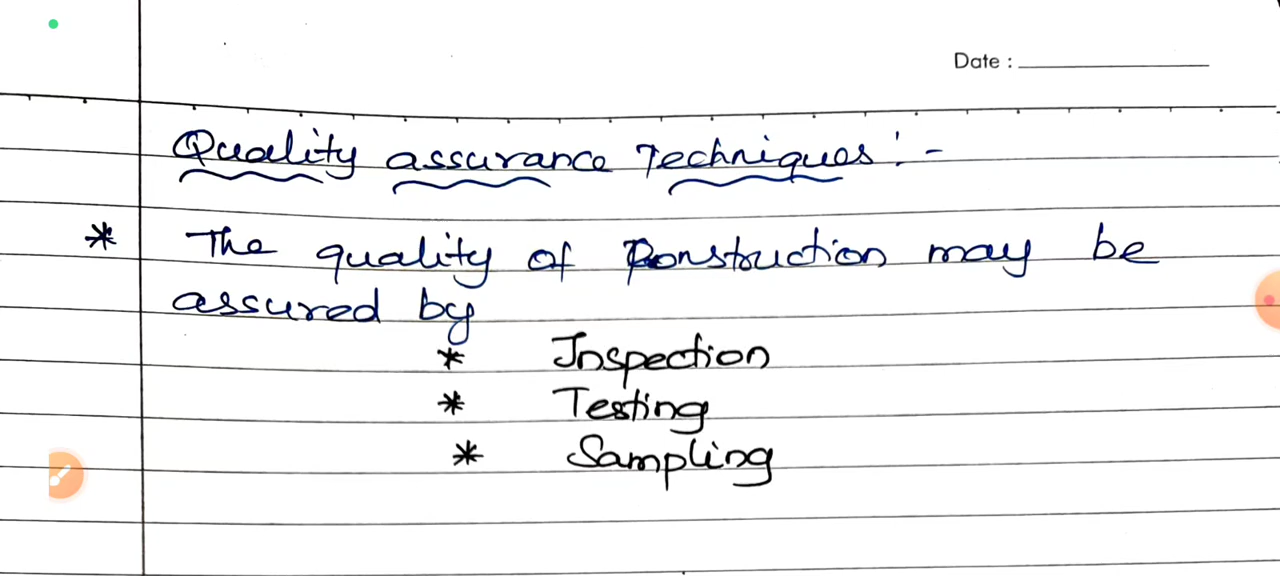 Date :
Quality assurance Techniques :-
* The quality of Construction may be
assured by
* Inspection
* Testing
* Sampling